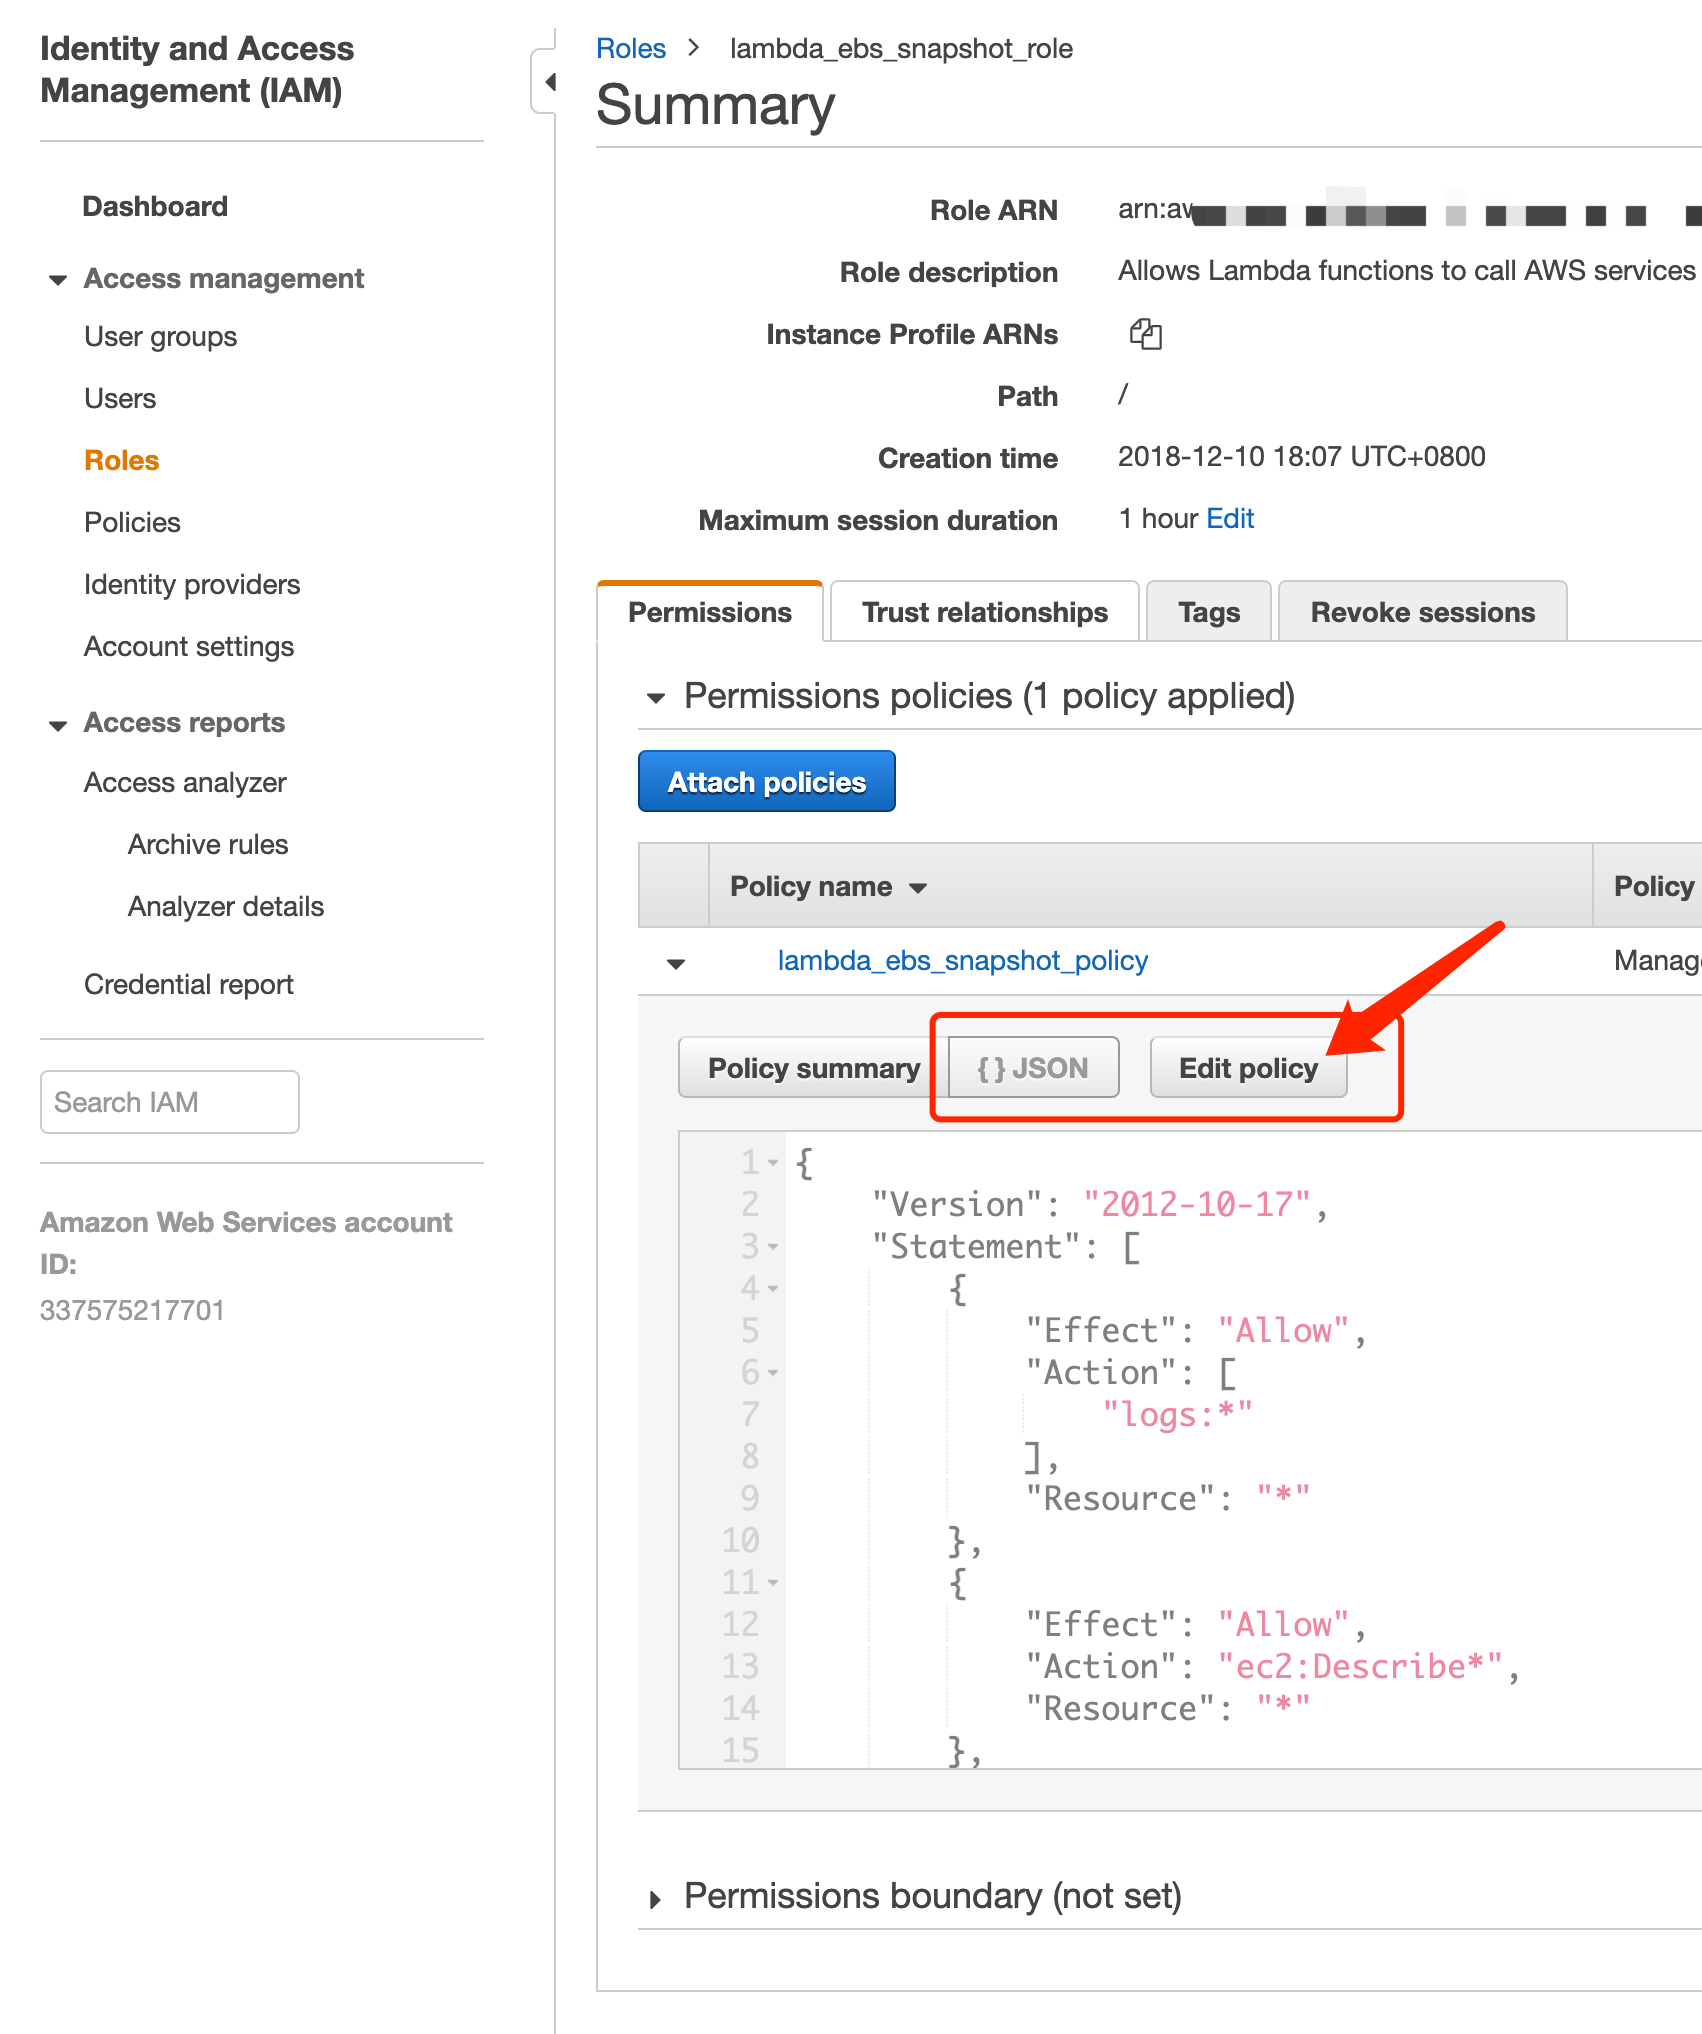 Identity and Access
Management (IAM)
Dashboard
Access management
User groups
Users
Roles
Policies
Identity providers
Account settings
Access reports
Access analyzer
Archive rules
Analyzer details
Credential report
Search IAM
Amazon Web Services account
ID:
337575217701
Roles > lambda_ebs_snapshot_role
Summary
Role ARN arn:aw
Role description Allows Lambda functions to call AWS services
Instance Profile ARNs
Path /
Creation time 2018-12-10 18:07 UTC+0800
Maximum session duration 1 hour Edit
Permissions Trust relationships Tags Revoke sessions
Permissions policies (1 policy applied)
Attach policies
Policy name Policy
lambda_ebs_snapshot_policy Manag
Policy summary { } JSON Edit policy
1 {
2 "Version": "2012-10-17",
3 "Statement": [
4 {
5 "Effect": "Allow",
6 "Action": [
7 "logs:*"
8 ],
9 "Resource": "*"
10 },
11 {
12 "Effect": "Allow",
13 "Action": "ec2:Describe*",
14 "Resource": "*"
15 },
Permissions boundary (not set)